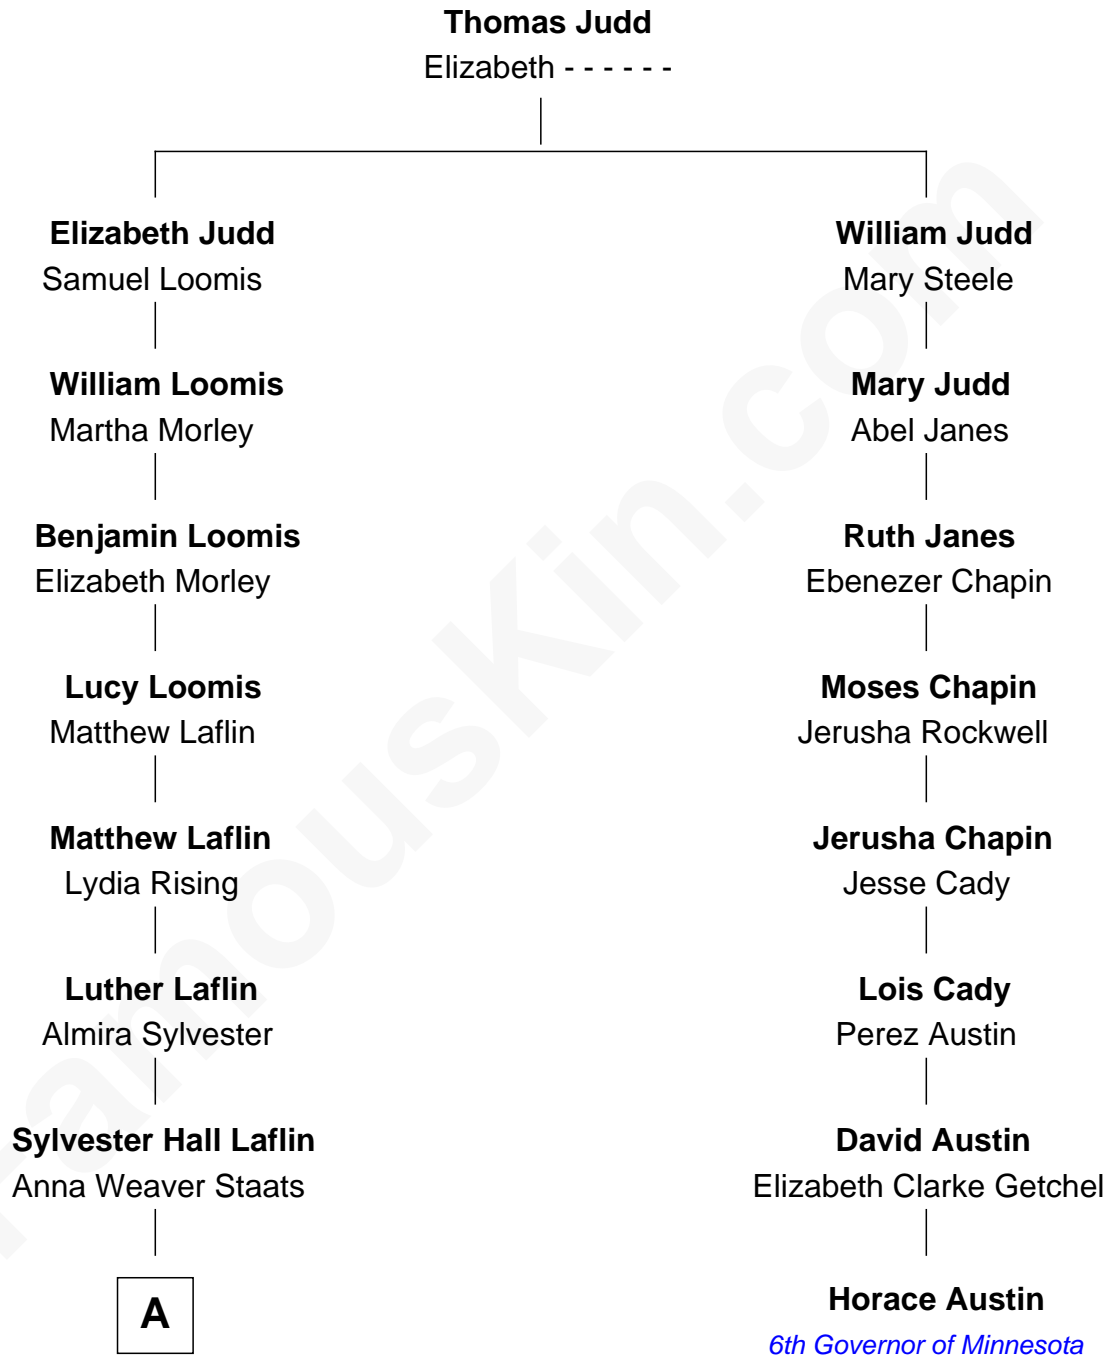 Thomas Judd
Elizabeth - - - - - -
Elizabeth Judd
Samuel Loomis
William Loomis
Martha Morley
Benjamin Loomis
Elizabeth Morley
Lucy Loomis
Matthew Laflin
Matthew Laflin
Lydia Rising
Luther Laflin
Almira Sylvester
Sylvester Hall Laflin
Anna Weaver Staats
A
William Judd
Mary Steele
Mary Judd
Abel Janes
Ruth Janes
Ebenezer Chapin
Moses Chapin
Jerusha Rockwell
Jerusha Chapin
Jesse Cady
Lois Cady
Perez Austin
David Austin
Elizabeth Clarke Getchel
Horace Austin
6th Governor of Minnesota
FamousKin.com